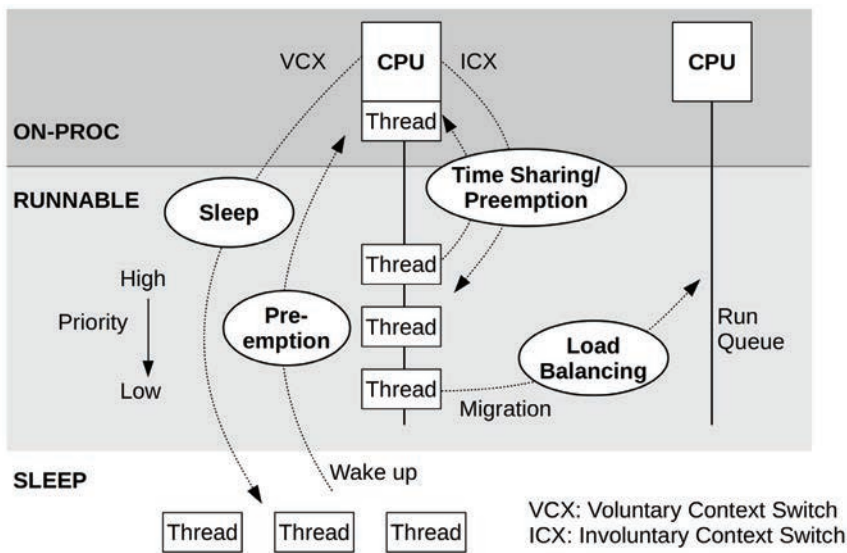 VCX
CPU
ICX
CPU
Thread
ON-PROC
RUNNABLE
Sleep
Time Sharing/
Preemption
High
Priority
Low
Thread
Pre-
emption
Thread
Thread
Migration
Load
Balancing
Run
Queue
SLEEP
Wake up
Thread
Thread
Thread
VCX: Voluntary Context Switch
ICX: Involuntary Context Switch